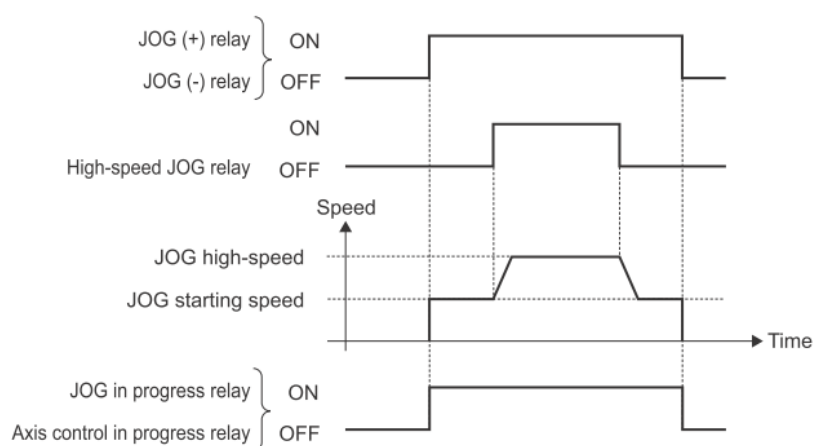 JOG (+) relay
ON
JOG (-) relay
OFF
ON
High-speed JOG relay
OFF
Speed
JOG high-speed
JOG starting speed
Time
JOG in progress relay
ON
Axis control in progress relay
OFF